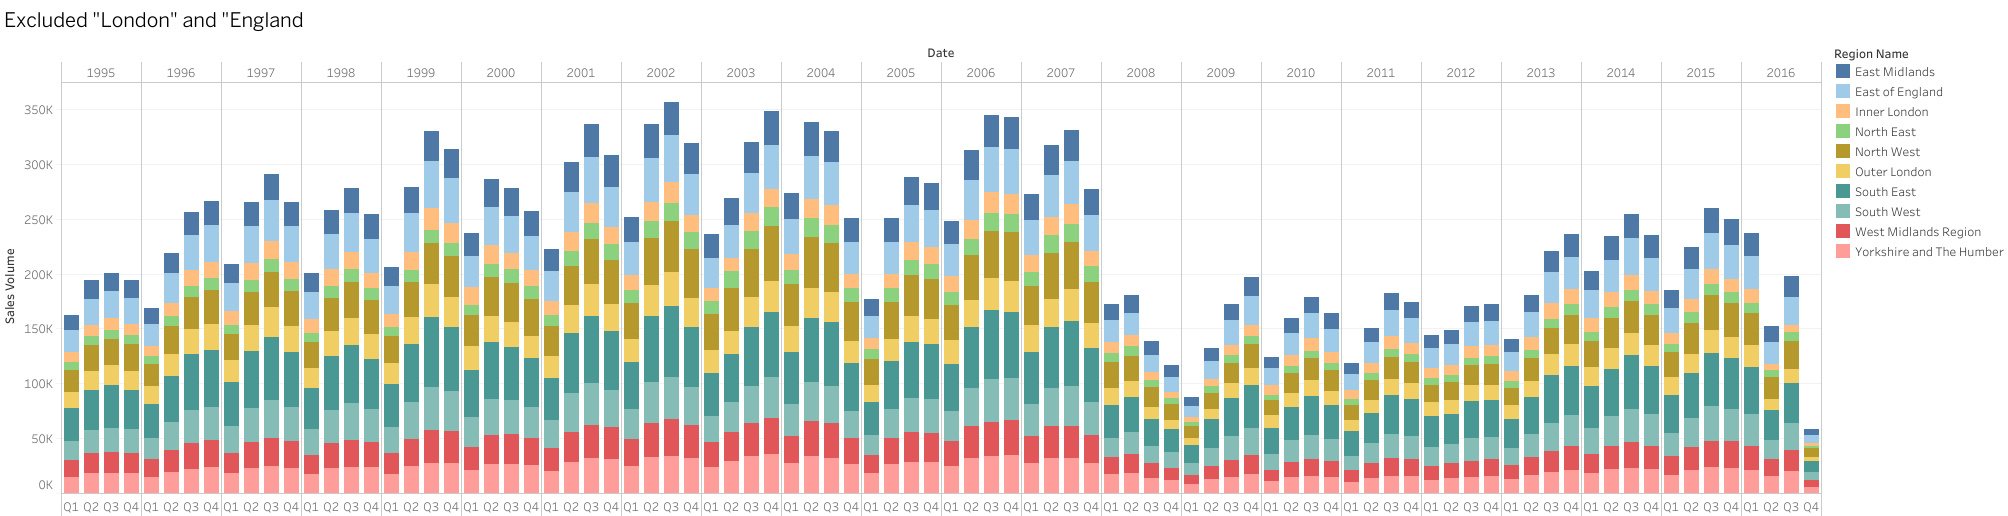 Excluded "London" and "England
Date
Region Name
1995 1996 1997 1998 1999 2000 2001 2002 2003 2004 2005 2006 2007 2008 2009 2010 2011 2012 2013 2014 2015 2016
East Midlands
East of England
Inner London
North East
North West
Outer London
South East
South West
West Midlands Region
Yorkshire and The Humber
Sales Volume
350K
300K
250K
200K
150K
100K
50K
0K
Q1 Q2 Q3 Q4 Q1 Q2 Q3 Q4 Q1 Q2 Q3 Q4 Q1 Q2 Q3 Q4 Q1 Q2 Q3 Q4 Q1 Q2 Q3 Q4 Q1 Q2 Q3 Q4 Q1 Q2 Q3 Q4 Q1 Q2 Q3 Q4 Q1 Q2 Q3 Q4 Q1 Q2 Q3 Q4 Q1 Q2 Q3 Q4 Q1 Q2 Q3 Q4 Q1 Q2 Q3 Q4 Q1 Q2 Q3 Q4 Q1 Q2 Q3 Q4 Q1 Q2 Q3 Q4 Q1 Q2 Q3 Q4 Q1 Q2 Q3 Q4 Q1 Q2 Q3 Q4 Q1 Q2 Q3 Q4 Q1 Q2 Q3 Q4